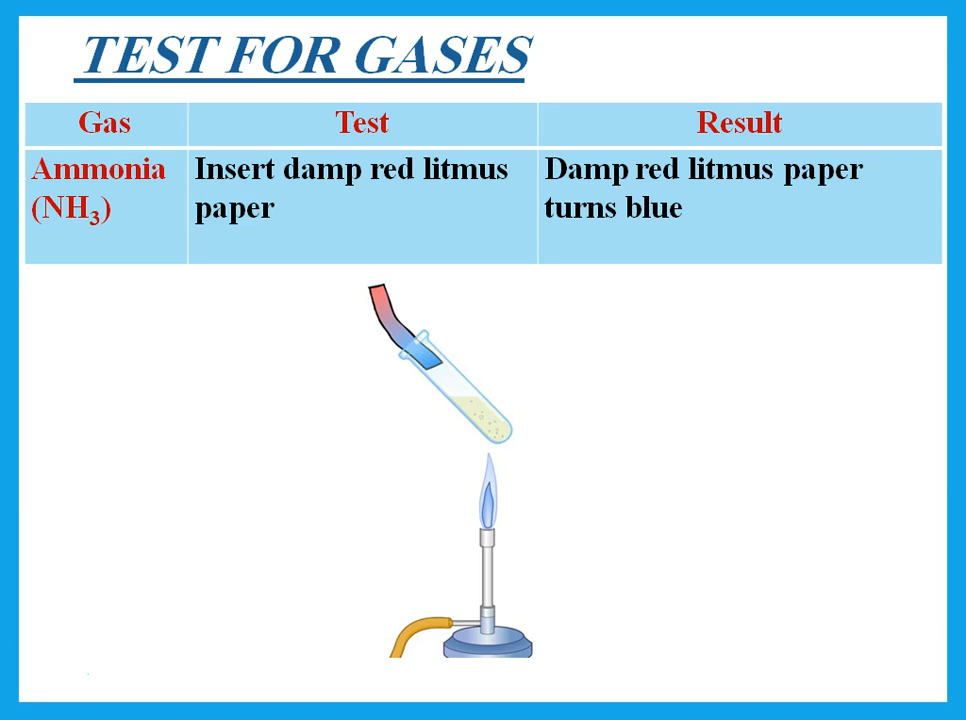 TEST FOR GASES
Gas Test Result
Ammonia Insert damp red litmus Damp red litmus paper
(NH₃) paper turns blue